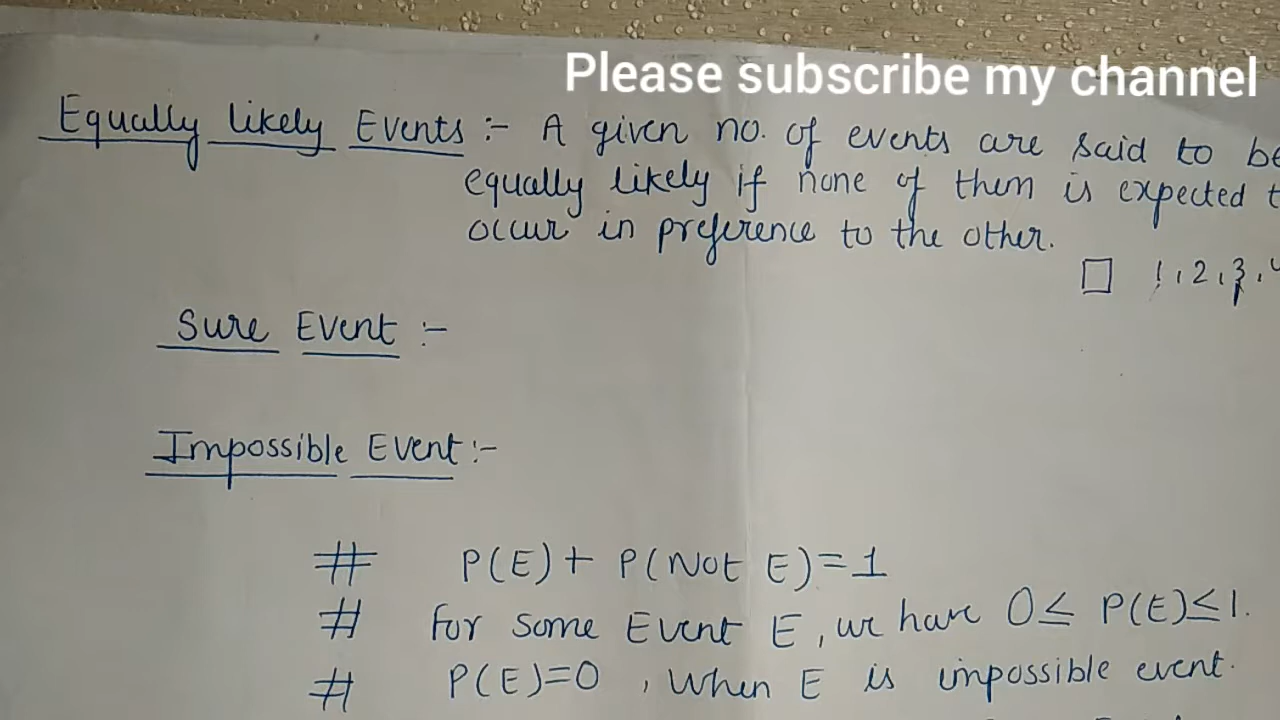 Please subscribe my channel
Equally likely Events :- A given no. of events are said to be
equally likely if none of them is expected t
occur in preference to the other.
□ 1, 2, 3,
Sure Event :-
Impossible Event :-
# P(E) + P(Not E) = 1
# For some Event E, we have 0 ≤ P(E) ≤ 1.
# P(E) = 0, when E is impossible event.